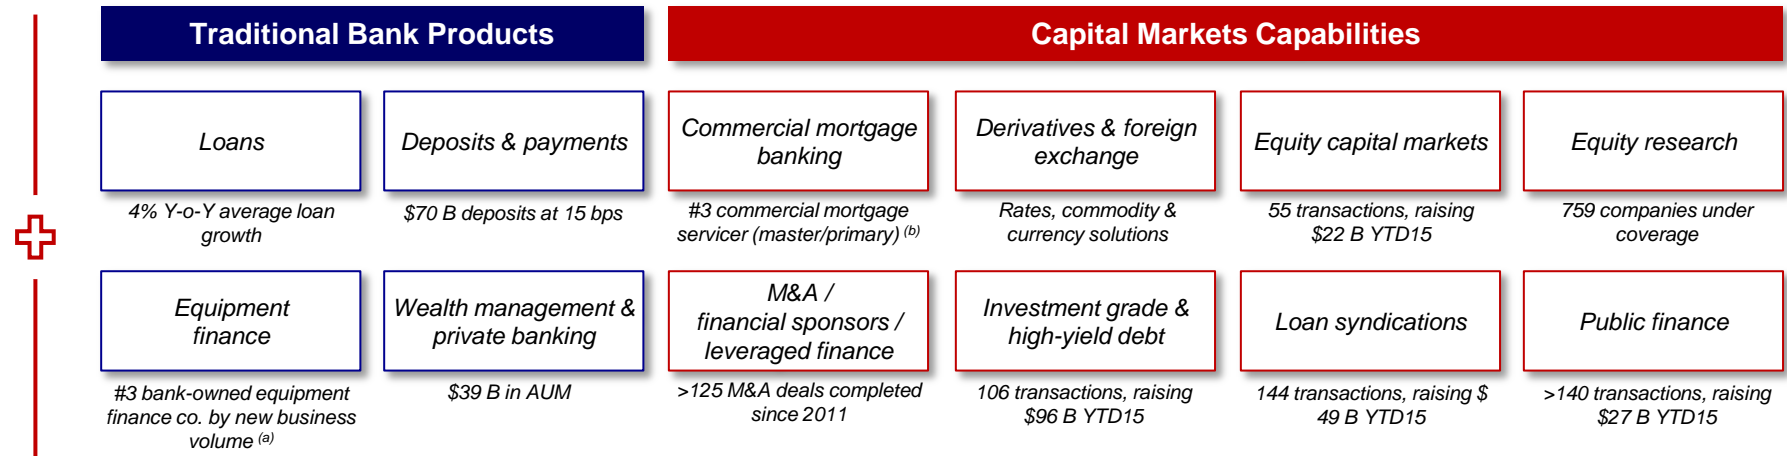 Traditional Bank Products
Capital Markets Capabilities
Loans
Deposits & payments
Commercial mortgage
banking
Derivatives & foreign
exchange
Equity capital markets
Equity research
4% Y-o-Y average loan
growth
$70 B deposits at 15 bps
#3 commercial mortgage
servicer (master/primary) (b)
Rates, commodity &
currency solutions
55 transactions, raising
$22 B YTD15
759 companies under
coverage
Equipment
finance
Wealth management &
private banking
M&A /
financial sponsors /
leveraged finance
Investment grade &
high-yield debt
Loan syndications
Public finance
#3 bank-owned equipment
finance co. by new business
volume (a)
$39 B in AUM
>125 M&A deals completed
since 2011
106 transactions, raising
$96 B YTD15
144 transactions, raising $
49 B YTD15
>140 transactions, raising
$27 B YTD15